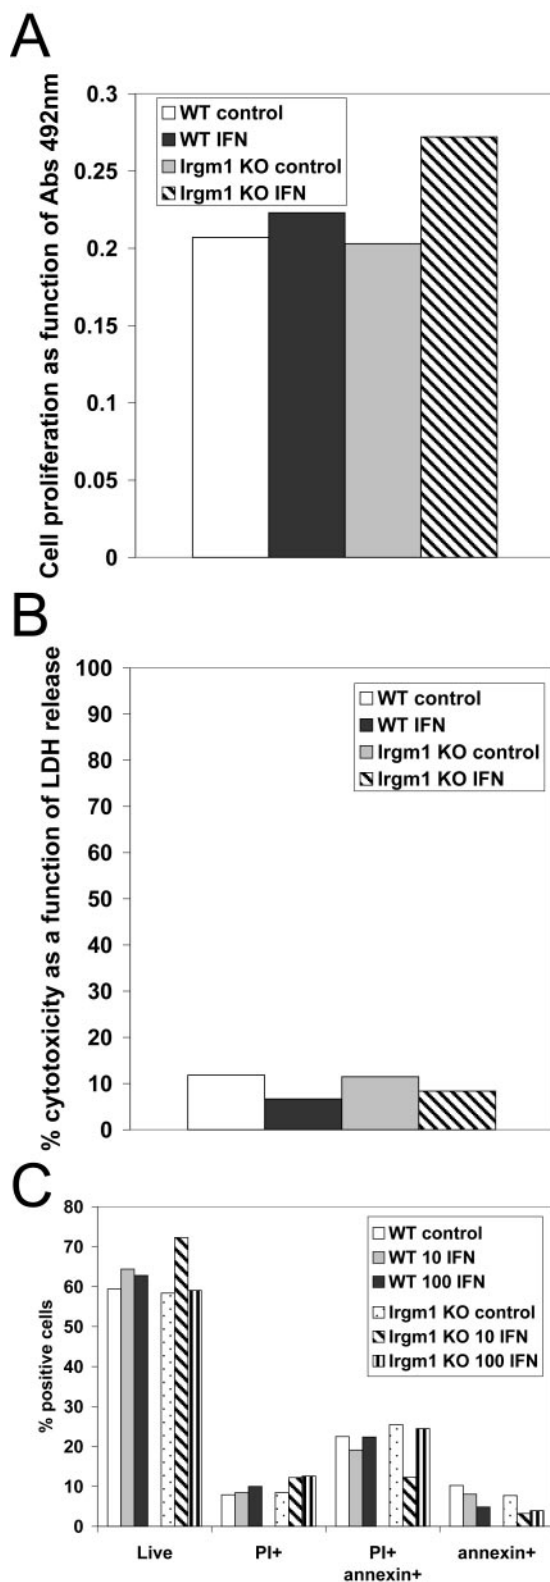 A
Cell proliferation as function of Abs 492nm
0.3
0.25
0.2
0.15
0.1
0.05
0
WT control
WT IFN
Irgm1 KO control
Irgm1 KO IFN
B
% cytotoxicity as a function of LDH release
100
90
80
70
60
50
40
30
20
10
0
WT control
WT IFN
Irgm1 KO control
Irgm1 KO IFN
C
% positive cells
80
70
60
50
40
30
20
10
0
WT control
WT 10 IFN
WT 100 IFN
Irgm1 KO control
Irgm1 KO 10 IFN
Irgm1 KO 100 IFN
Live
PI+
PI+
annexin+
annexin+